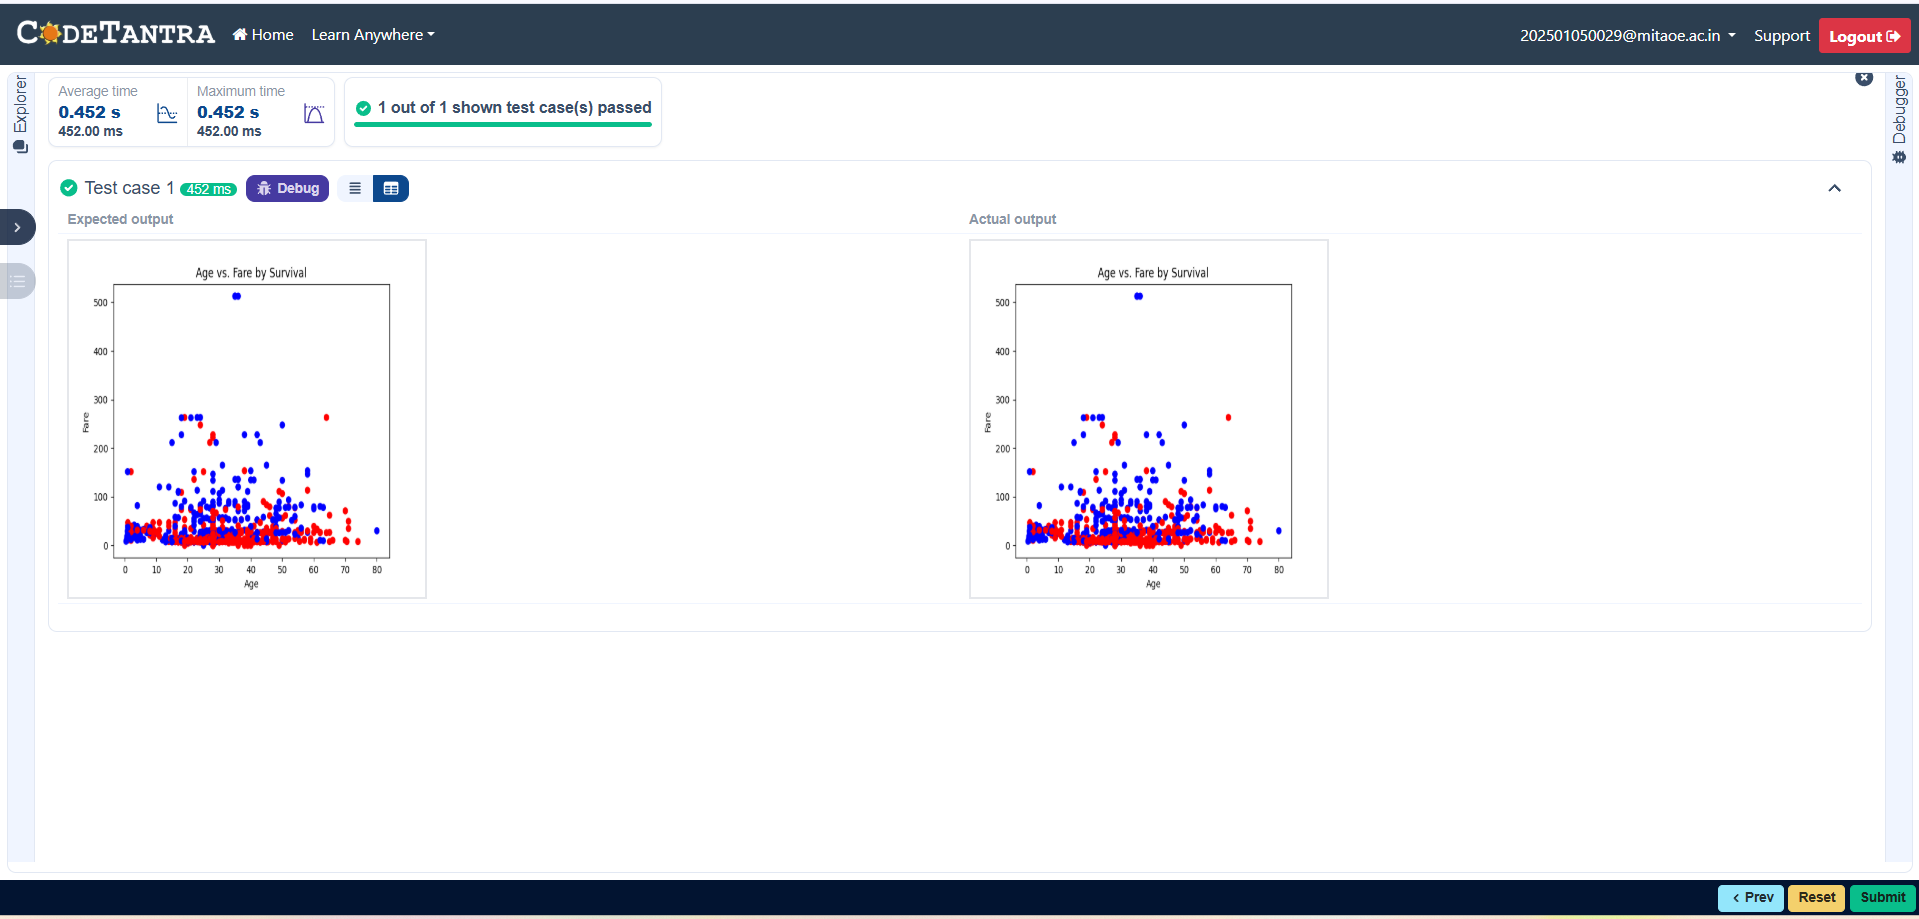 CODETANTRA Home Learn Anywhere 202501050029@mitaoe.ac.in Support Logout
Explorer
Debugger
Average time
0.452 s
452.00 ms
Maximum time
0.452 s
452.00 ms
1 out of 1 shown test case(s) passed
Test case 1 452 ms Debug
Expected output
Actual output
Age vs. Fare by Survival
500
400
300
200
100
0
Fare
0 10 20 30 40 50 60 70 80
Age
Age vs. Fare by Survival
500
400
300
200
100
0
Fare
0 10 20 30 40 50 60 70 80
Age
Prev Reset Submit